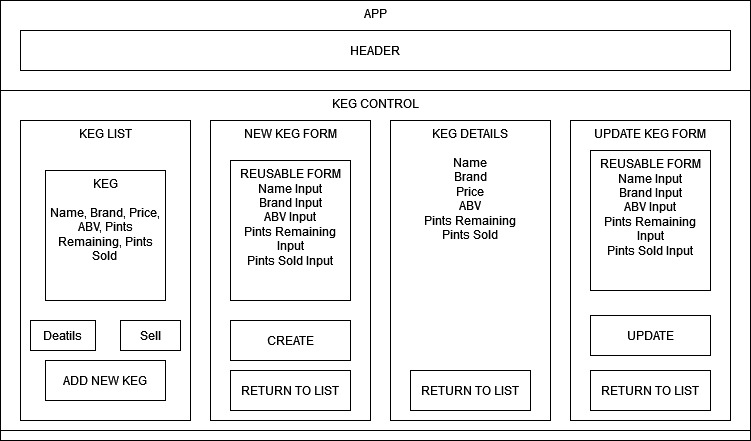 APP
HEADER
KEG CONTROL
KEG LIST
KEG
Name, Brand, Price,
ABV, Pints
Remaining, Pints
Sold
Deatils
Sell
ADD NEW KEG
NEW KEG FORM
REUSABLE FORM
Name Input
Brand Input
ABV Input
Pints Remaining
Input
Pints Sold Input
CREATE
RETURN TO LIST
KEG DETAILS
Name
Brand
Price
ABV
Pints Remaining
Pints Sold
RETURN TO LIST
UPDATE KEG FORM
REUSABLE FORM
Name Input
Brand Input
ABV Input
Pints Remaining
Input
Pints Sold Input
UPDATE
RETURN TO LIST